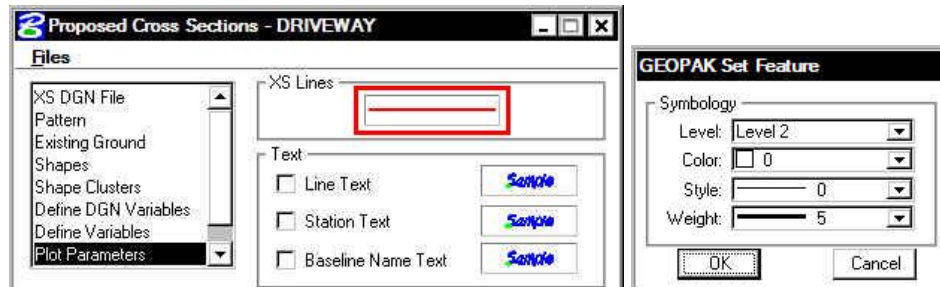 Proposed Cross Sections - DRIVEWAY
Files
XS DGN File
Pattern
Existing Ground
Shapes
Shape Clusters
Define DGN Variables
Define Variables
Plot Parameters
XS Lines
Text
Line Text
Sample
Station Text
Sample
Baseline Name Text
Sample
GEOPAK Set Feature
Symbology
Level: Level 2
Color: 0
Style: 0
Weight: 5
OK Cancel